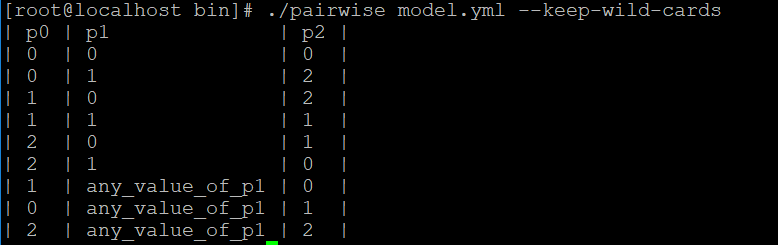 [root@localhost bin]# ./pairwise model.yml --keep-wild-cards
| p0 | p1 | p2 |
| 0 | 0 | 0 |
| 0 | 1 | 2 |
| 1 | 0 | 2 |
| 1 | 1 | 1 |
| 2 | 0 | 1 |
| 2 | 1 | 0 |
| 1 | any_value_of_p1 | 0 |
| 0 | any_value_of_p1 | 1 |
| 2 | any_value_of_p1 | 2 |